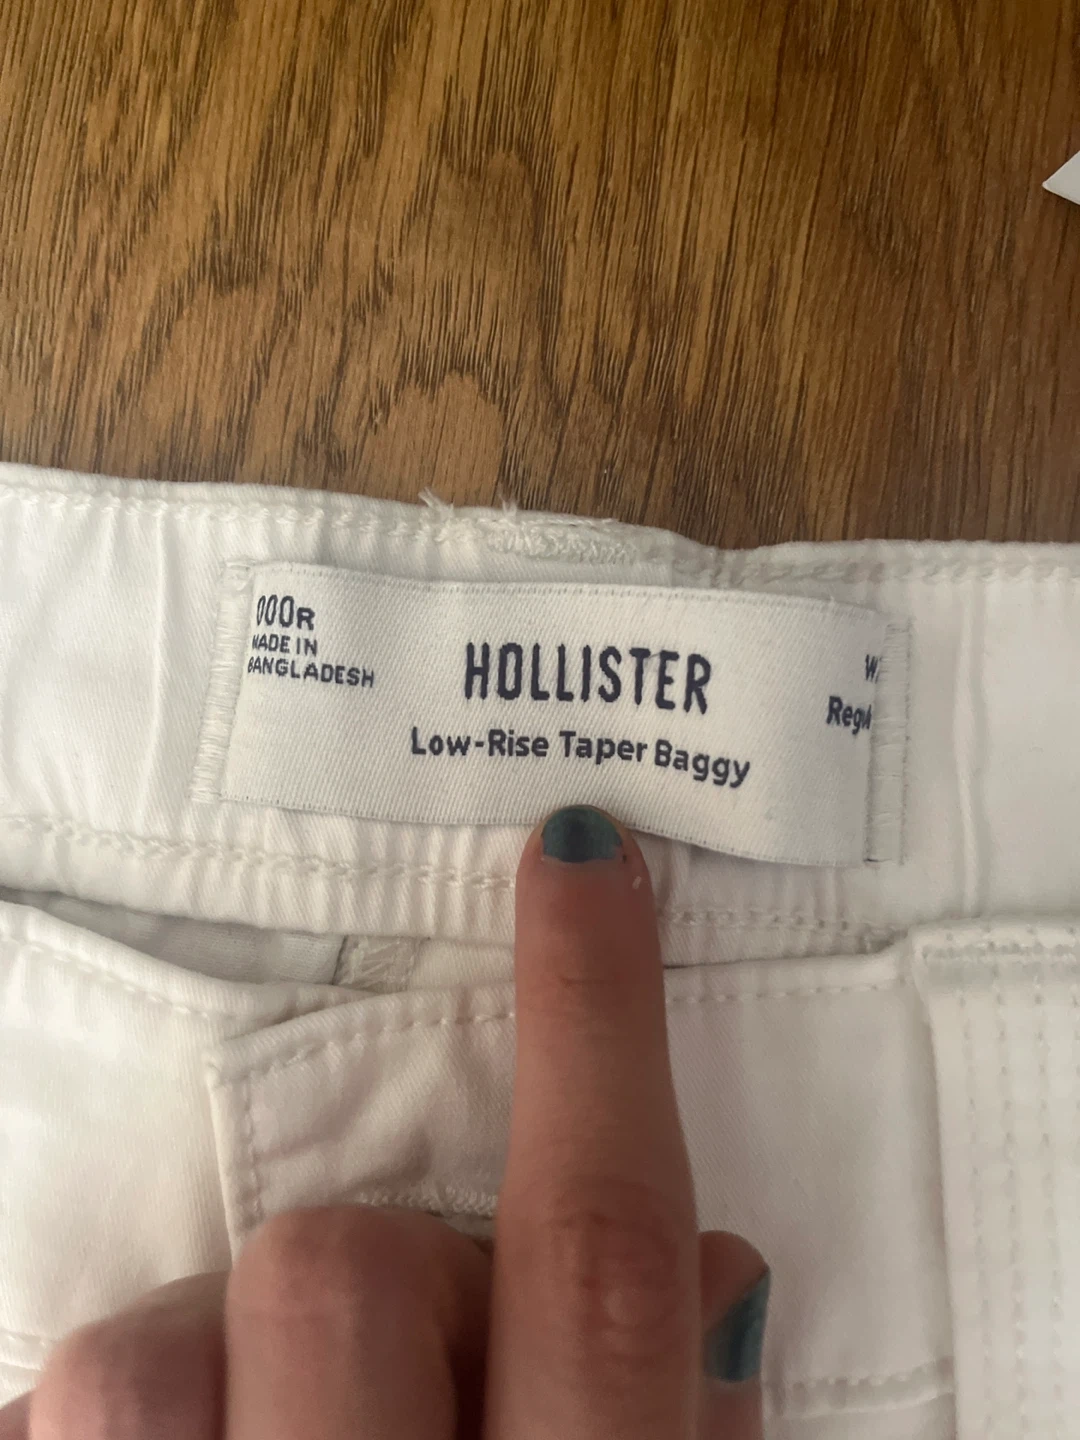 000R
MADE IN
BANGLADESH
HOLLISTER
Low-Rise Taper Baggy